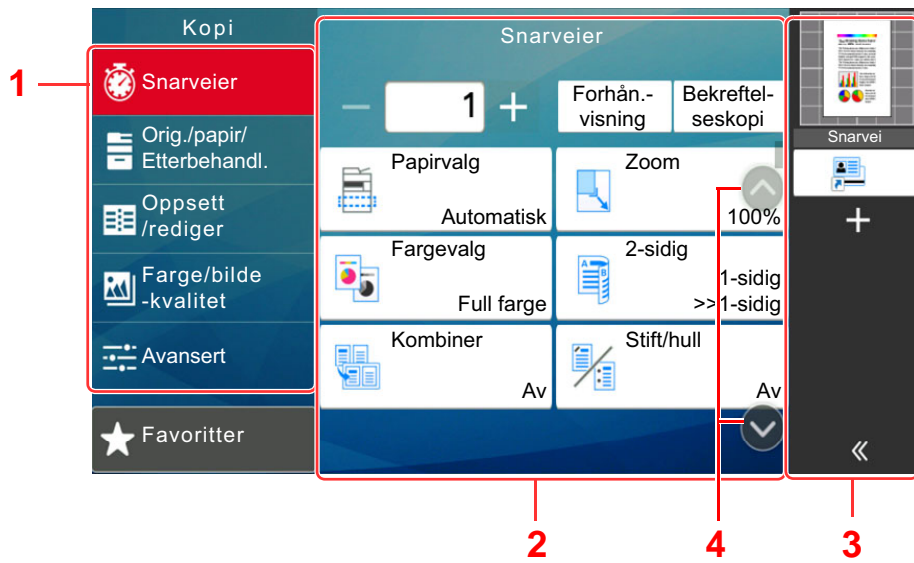 Kopi
1
Snarveier
Orig./papir/
Etterbehandl.
Oppsett
/rediger
Farge/bilde
-kvalitet
Avansert
Favoritter
Snarveier
1
Forhån.-
visning
Bekreftel-
seskopi
Papirvalg
Automatisk
Zoom
100%
Fargevalg
Full farge
2-sidig
1-sidig
>>1-sidig
Kombiner
Av
Stift/hull
Av
Snarvei
2
4
3